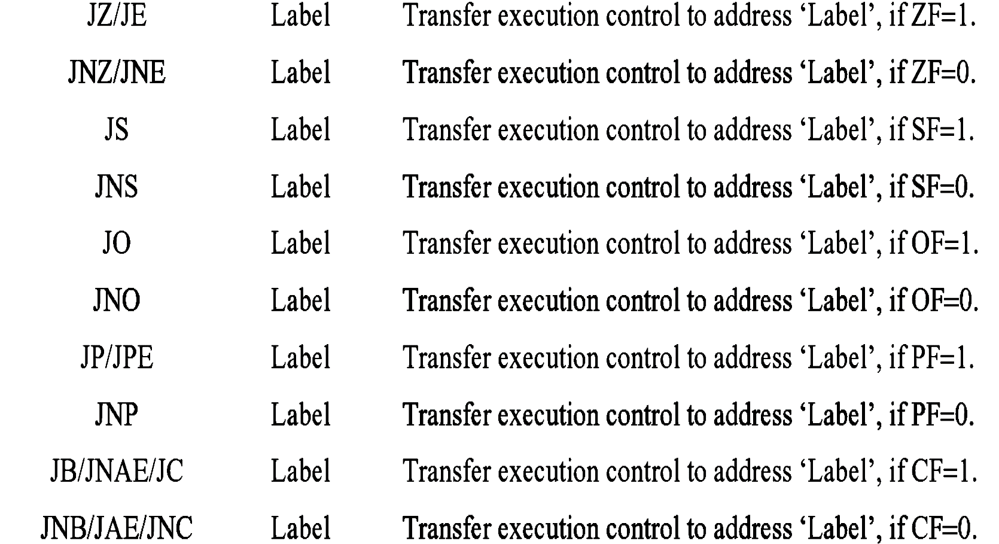 JZ/JE Label Transfer execution control to address ‘Label’, if ZF=1.
JNZ/JNE Label Transfer execution control to address ‘Label’, if ZF=0.
JS Label Transfer execution control to address ‘Label’, if SF=1.
JNS Label Transfer execution control to address ‘Label’, if SF=0.
JO Label Transfer execution control to address ‘Label’, if OF=1.
JNO Label Transfer execution control to address ‘Label’, if OF=0.
JP/JPE Label Transfer execution control to address ‘Label’, if PF=1.
JNP Label Transfer execution control to address ‘Label’, if PF=0.
JB/JNAE/JC Label Transfer execution control to address ‘Label’, if CF=1.
JNB/JAE/JNC Label Transfer execution control to address ‘Label’, if CF=0.